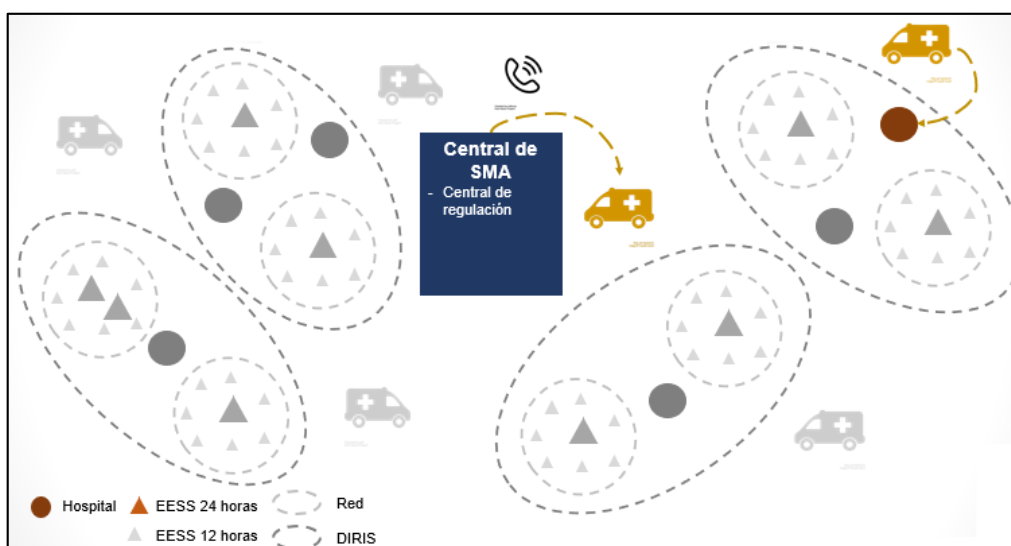 Central de
SMA
- Central de
regulación
Hospital
EESS 24 horas
Red
EESS 12 horas
DIRIS